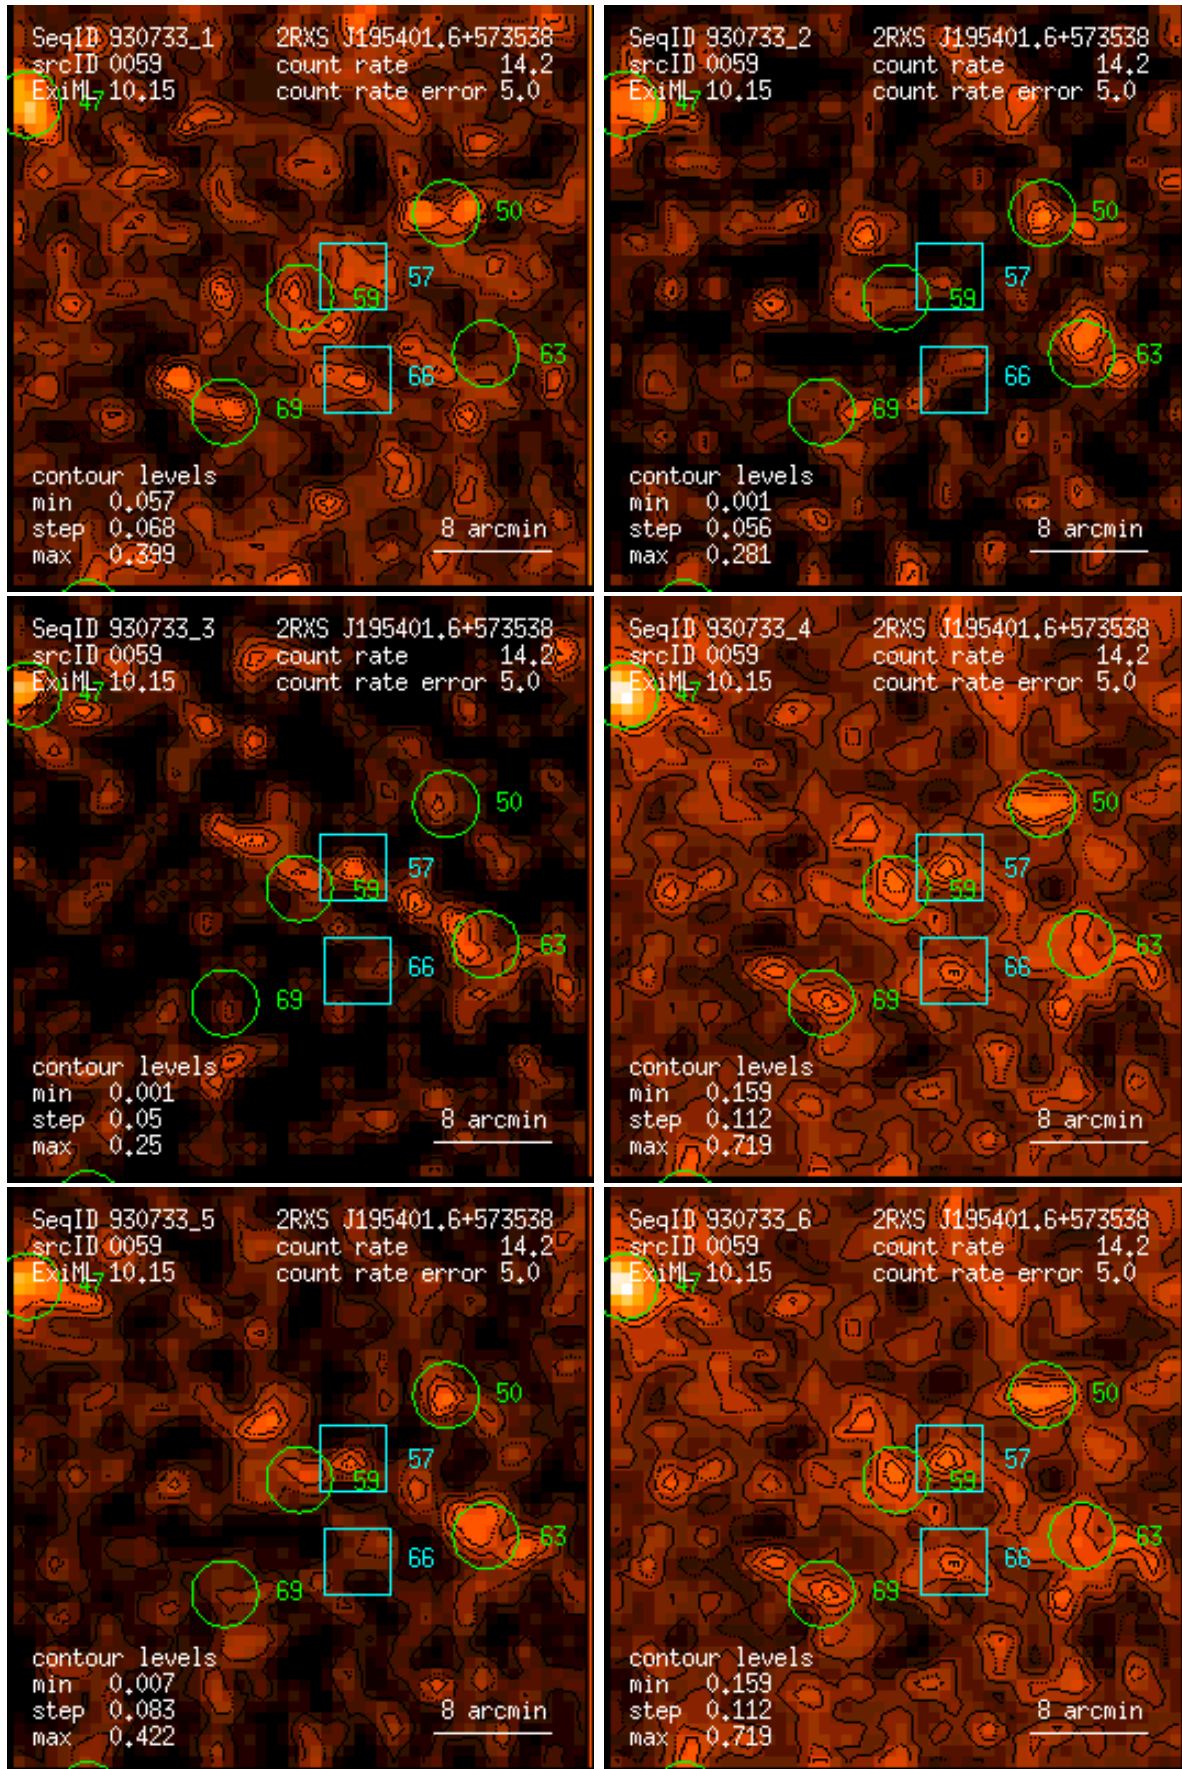 SeqID 930733_1 2RXS J195401.6+573538
srcID 0059 count rate 14.2
ExiML 10.15 count rate error 5.0
47
50
57
59
63
66
69
contour levels
min 0.057
step 0.068
max 0.399
8 arcmin
SeqID 930733_2 2RXS J195401.6+573538
srcID 0059 count rate 14.2
ExiML 10.15 count rate error 5.0
47
50
57
59
63
66
69
contour levels
min 0.001
step 0.056
max 0.281
8 arcmin
SeqID 930733_3 2RXS J195401.6+573538
srcID 0059 count rate 14.2
ExiML 10.15 count rate error 5.0
47
50
57
59
63
66
69
contour levels
min 0.001
step 0.05
max 0.25
8 arcmin
SeqID 930733_4 2RXS J195401.6+573538
srcID 0059 count rate 14.2
ExiML 10.15 count rate error 5.0
47
50
57
59
63
66
69
contour levels
min 0.159
step 0.112
max 0.719
8 arcmin
SeqID 930733_5 2RXS J195401.6+573538
srcID 0059 count rate 14.2
ExiML 10.15 count rate error 5.0
47
50
57
59
63
66
69
contour levels
min 0.007
step 0.083
max 0.422
8 arcmin
SeqID 930733_6 2RXS J195401.6+573538
srcID 0059 count rate 14.2
ExiML 10.15 count rate error 5.0
47
50
57
59
63
66
69
contour levels
min 0.159
step 0.112
max 0.719
8 arcmin